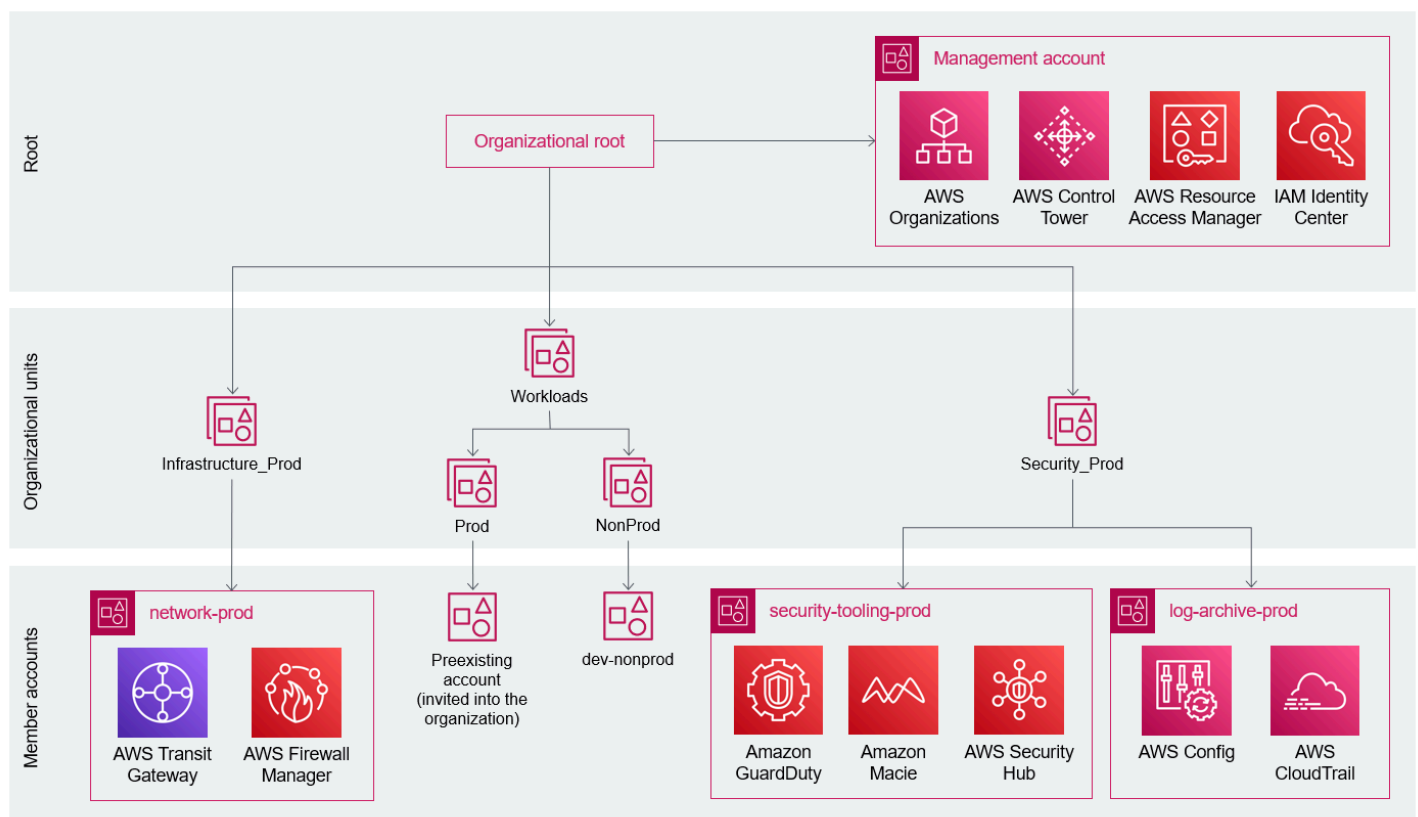 Root
Management account
Organizational root
AWS
Organizations
AWS Control
Tower
AWS Resource
Access Manager
IAM Identity
Center
Organizational units
Workloads
Infrastructure_Prod
Security_Prod
Prod
NonProd
Member accounts
network-prod
AWS Transit
Gateway
AWS Firewall
Manager
Preexisting
account
(invited into the
organization)
dev-nonprod
security-tooling-prod
Amazon
GuardDuty
Amazon
Macie
AWS Security
Hub
log-archive-prod
AWS Config
AWS
CloudTrail